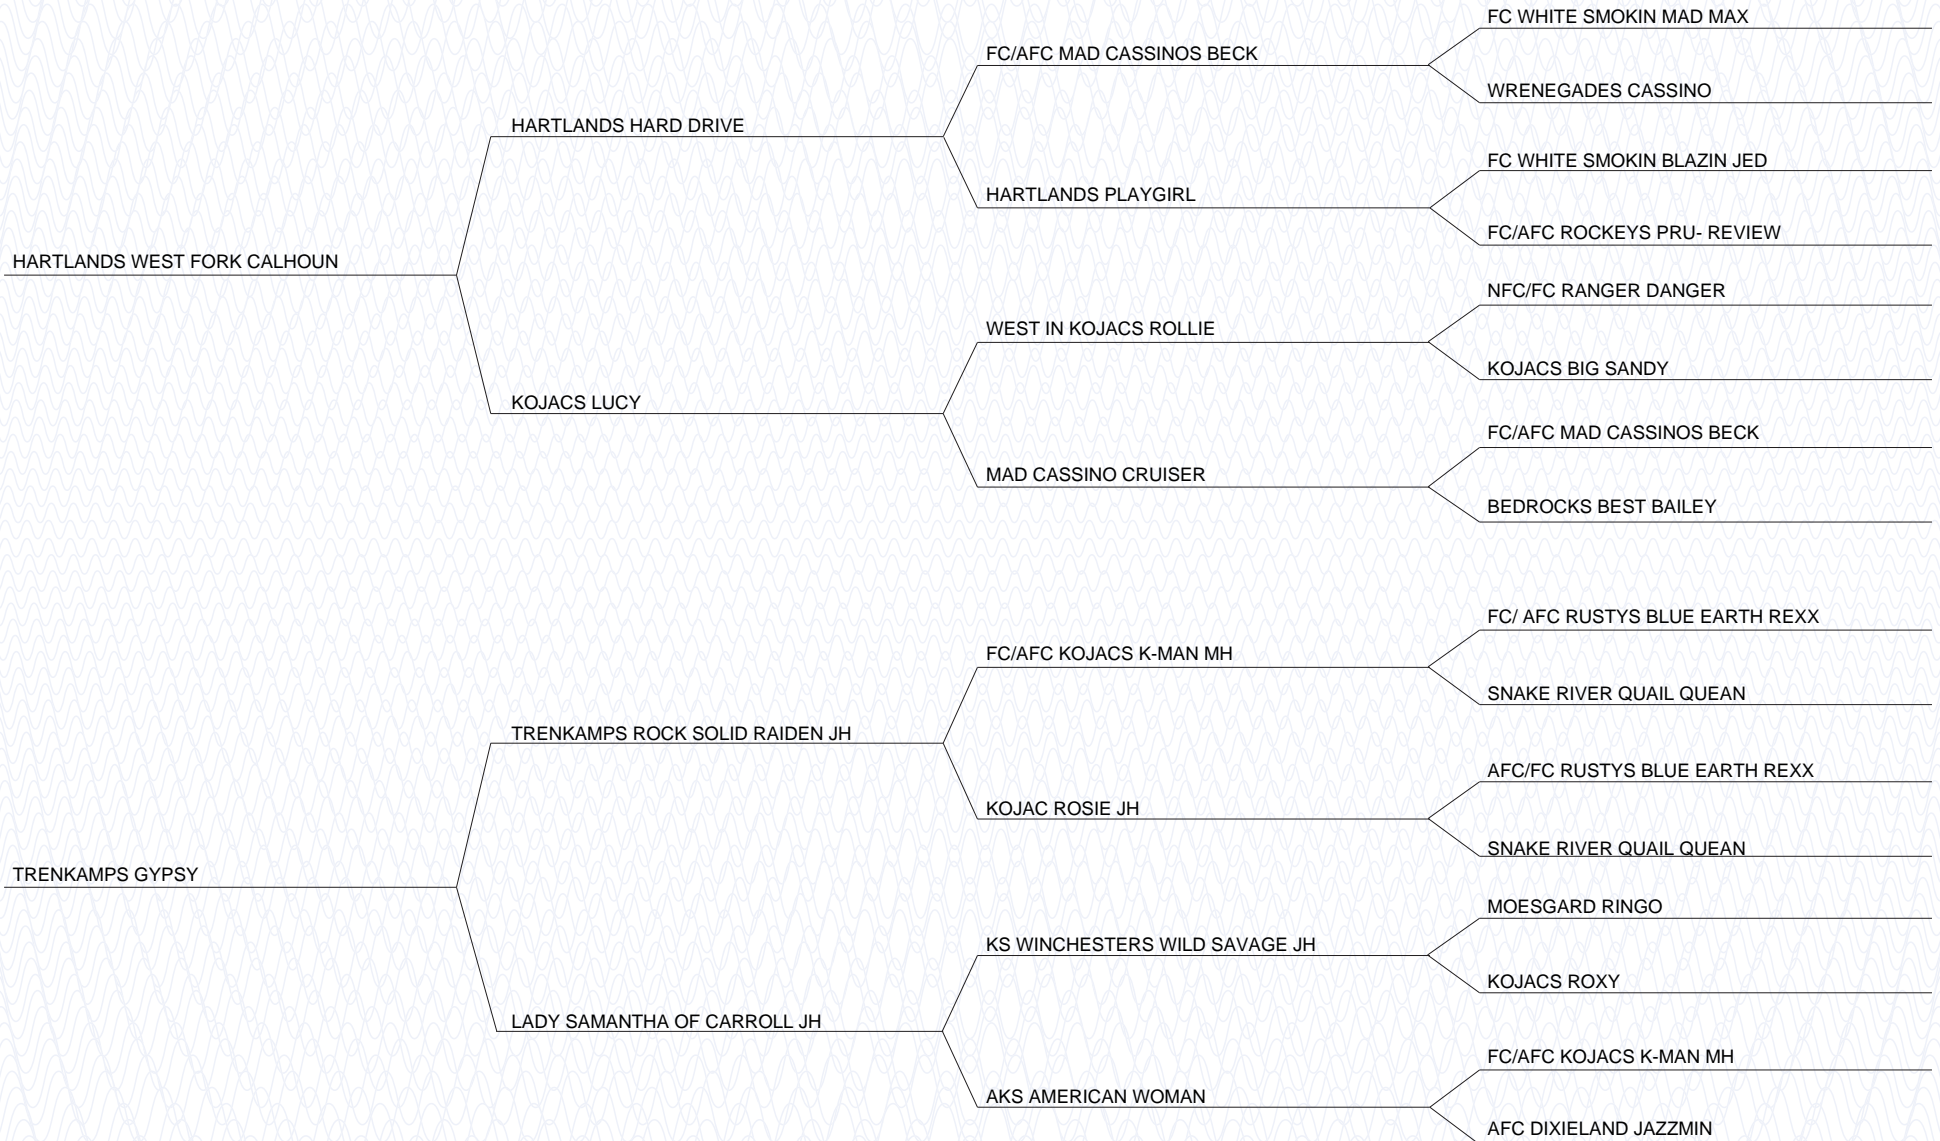 FC WHITE SMOKIN MAD MAX
FC/AFC MAD CASSINOS BECK
WRENEGADES CASSINO
HARTLANDS HARD DRIVE
FC WHITE SMOKIN BLAZIN JED
HARTLANDS PLAYGIRL
FC/AFC ROCKEYS PRU- REVIEW
HARTLANDS WEST FORK CALHOUN
NFC/FC RANGER DANGER
WEST IN KOJACS ROLLIE
KOJACS BIG SANDY
KOJACS LUCY
FC/AFC MAD CASSINOS BECK
MAD CASSINO CRUISER
BEDROCKS BEST BAILEY
FC/ AFC RUSTYS BLUE EARTH REXX
FC/AFC KOJACS K-MAN MH
SNAKE RIVER QUAIL QUEAN
TRENKAMPS ROCK SOLID RAIDEN JH
AFC/FC RUSTYS BLUE EARTH REXX
KOJAC ROSIE JH
SNAKE RIVER QUAIL QUEAN
TRENKAMPS GYPSY
MOESGARD RINGO
KS WINCHESTERS WILD SAVAGE JH
KOJACS ROXY
LADY SAMANTHA OF CARROLL JH
FC/AFC KOJACS K-MAN MH
AKS AMERICAN WOMAN
AFC DIXIELAND JAZZMIN